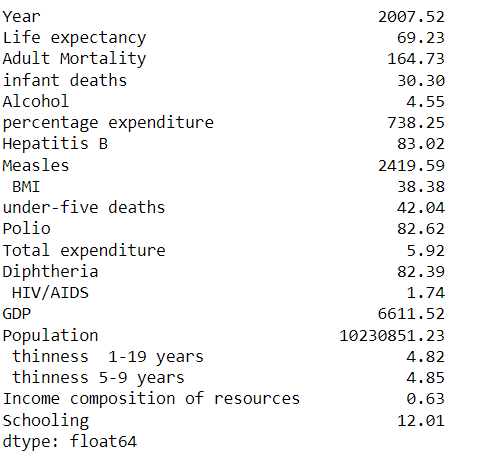 Year 2007.52
Life expectancy 69.23
Adult Mortality 164.73
infant deaths 30.30
Alcohol 4.55
percentage expenditure 738.25
Hepatitis B 83.02
Measles 2419.59
 BMI 38.38
under-five deaths 42.04
Polio 82.62
Total expenditure 5.92
Diphtheria 82.39
 HIV/AIDS 1.74
GDP 6611.52
Population 10230851.23
 thinness  1-19 years 4.82
 thinness 5-9 years 4.85
Income composition of resources 0.63
Schooling 12.01
dtype: float64